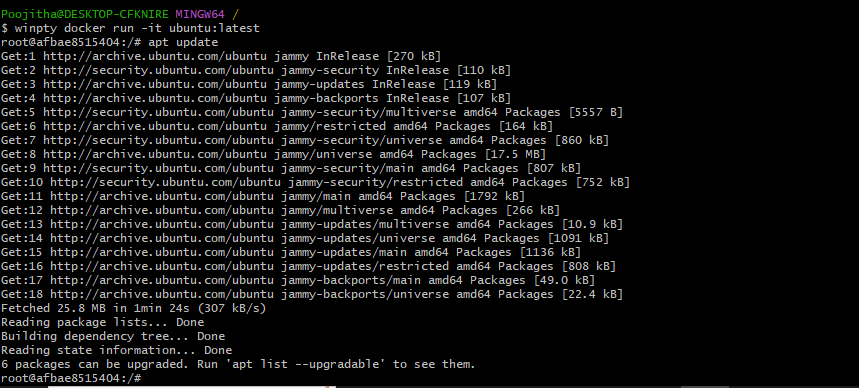 Poojitha@DESKTOP-CFKNIRE MINGW64 /
$ winpty docker run -it ubuntu:latest
root@afbae8515404:/# apt update
Get:1 http://archive.ubuntu.com/ubuntu jammy InRelease [270 kB]
Get:2 http://security.ubuntu.com/ubuntu jammy-security InRelease [110 kB]
Get:3 http://archive.ubuntu.com/ubuntu jammy-updates InRelease [119 kB]
Get:4 http://archive.ubuntu.com/ubuntu jammy-backports InRelease [107 kB]
Get:5 http://security.ubuntu.com/ubuntu jammy-security/multiverse amd64 Packages [5557 B]
Get:6 http://archive.ubuntu.com/ubuntu jammy/restricted amd64 Packages [164 kB]
Get:7 http://security.ubuntu.com/ubuntu jammy-security/universe amd64 Packages [860 kB]
Get:8 http://archive.ubuntu.com/ubuntu jammy/universe amd64 Packages [17.5 MB]
Get:9 http://security.ubuntu.com/ubuntu jammy-security/main amd64 Packages [807 kB]
Get:10 http://security.ubuntu.com/ubuntu jammy-security/restricted amd64 Packages [752 kB]
Get:11 http://archive.ubuntu.com/ubuntu jammy/main amd64 Packages [1792 kB]
Get:12 http://archive.ubuntu.com/ubuntu jammy/multiverse amd64 Packages [266 kB]
Get:13 http://archive.ubuntu.com/ubuntu jammy-updates/multiverse amd64 Packages [10.9 kB]
Get:14 http://archive.ubuntu.com/ubuntu jammy-updates/universe amd64 Packages [1091 kB]
Get:15 http://archive.ubuntu.com/ubuntu jammy-updates/main amd64 Packages [1136 kB]
Get:16 http://archive.ubuntu.com/ubuntu jammy-updates/restricted amd64 Packages [808 kB]
Get:17 http://archive.ubuntu.com/ubuntu jammy-backports/main amd64 Packages [49.0 kB]
Get:18 http://archive.ubuntu.com/ubuntu jammy-backports/universe amd64 Packages [22.4 kB]
Fetched 25.8 MB in 1min 24s (307 kB/s)
Reading package lists... Done
Building dependency tree... Done
Reading state information... Done
6 packages can be upgraded. Run 'apt list --upgradable' to see them.
root@afbae8515404:/#